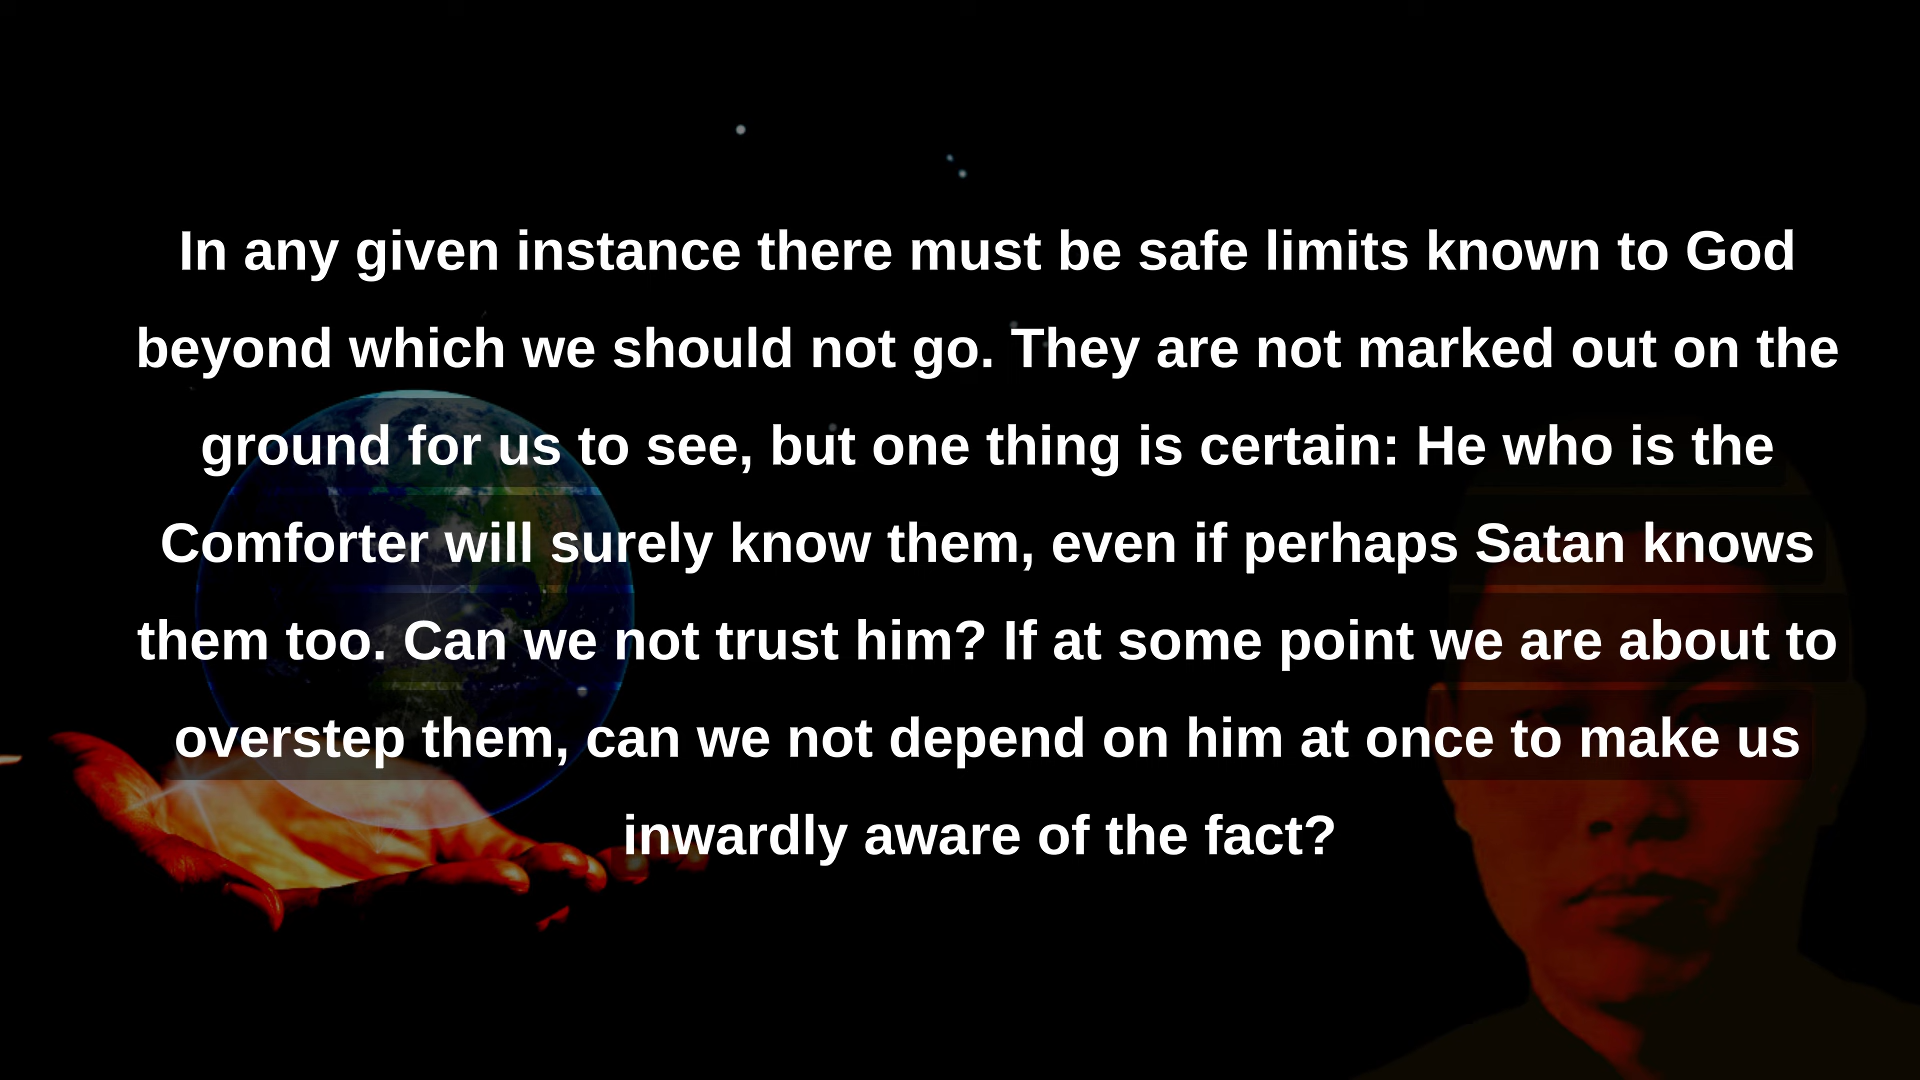 In any given instance there must be safe limits known to God
beyond which we should not go. They are not marked out on the
ground for us to see, but one thing is certain: He who is the
Comforter will surely know them, even if perhaps Satan knows
them too. Can we not trust him? If at some point we are about to
overstep them, can we not depend on him at once to make us
inwardly aware of the fact?